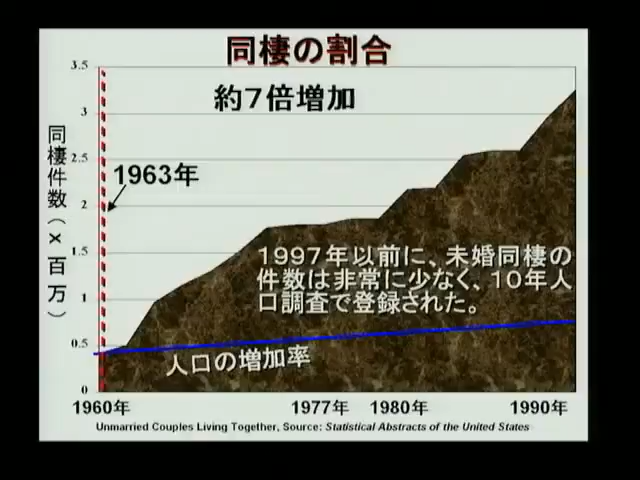 同棲の割合
約7倍増加
3.5
3
2.5
2
1.5
1
0.5
0
同棲件数(x百万)
1963年
1997年以前に、未婚同棲の
件数は非常に少なく、10年人
口調査で登録された。
人口の増加率
1960年 1977年 1980年 1990年
Unmarried Couples Living Together, Source: Statistical Abstracts of the United States